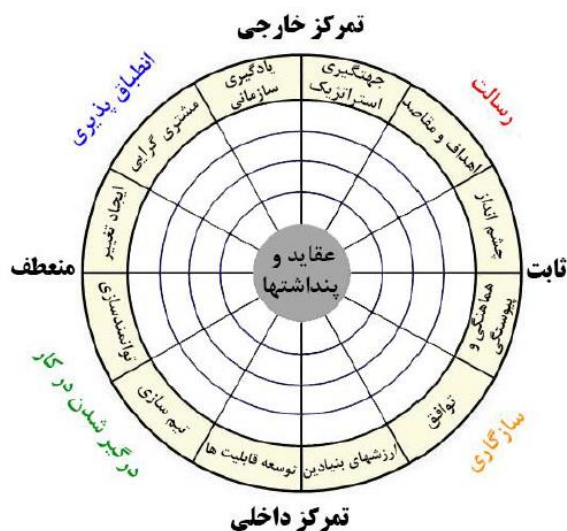 تمرکز خارجی
انطباق پذیری
رسالت
یادگیری
سازمانی
جهتگیری
استراتژیک
مشتری گرایی
اهداف و مقاصد
ایجاد تغییر
چشم انداز
منعطف
عقاید و
پنداشتها
ثابت
توانمندسازی
هماهنگی و
پیوستگی
تیم سازی
توافق
توسعه قابلیت ها
ارزشهای بنیادین
درگیر شدن در کار
سازگاری
تمرکز داخلی